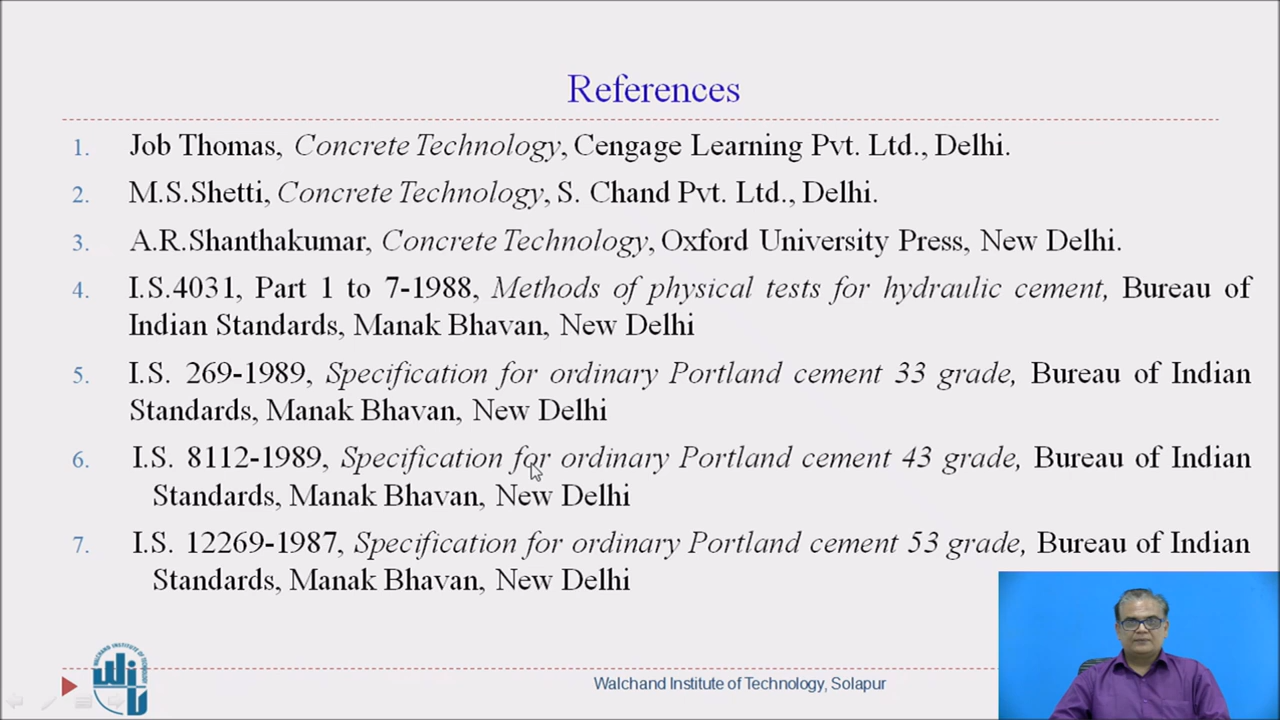 References
1. Job Thomas, Concrete Technology, Cengage Learning Pvt. Ltd., Delhi.
2. M.S.Shetti, Concrete Technology, S. Chand Pvt. Ltd., Delhi.
3. A.R.Shanthakumar, Concrete Technology, Oxford University Press, New Delhi.
4. I.S.4031, Part 1 to 7-1988, Methods of physical tests for hydraulic cement, Bureau of
Indian Standards, Manak Bhavan, New Delhi
5. I.S. 269-1989, Specification for ordinary Portland cement 33 grade, Bureau of Indian
Standards, Manak Bhavan, New Delhi
6. I.S. 8112-1989, Specification for ordinary Portland cement 43 grade, Bureau of Indian
Standards, Manak Bhavan, New Delhi
7. I.S. 12269-1987, Specification for ordinary Portland cement 53 grade, Bureau of Indian
Standards, Manak Bhavan, New Delhi
Walchand Institute of Technology, Solapur